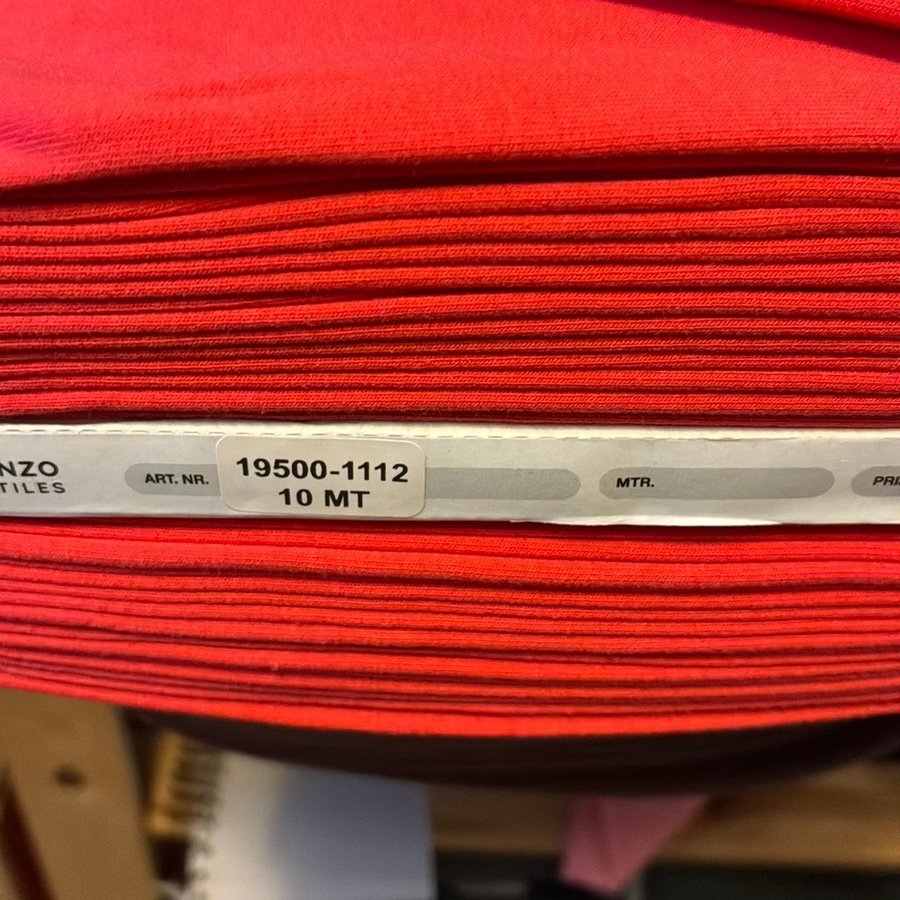 NZO
TILES
ART. NR.
19500-1112
10 MT
MTR.
PRI